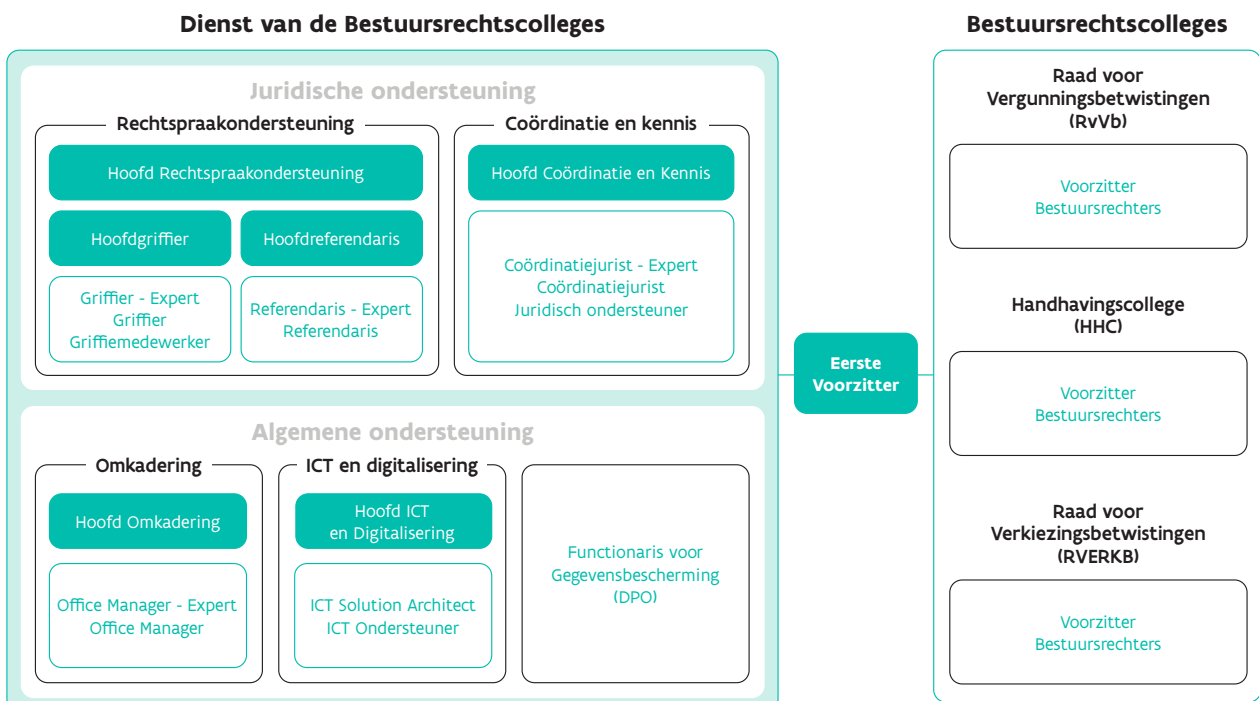 Dienst van de Bestuursrechtscolleges
Juridische ondersteuning
Rechtspraakondersteuning
Hoofd Rechtspraakondersteuning
Hoofdgriffier
Hoofdreferendaris
Griffier - Expert
Griffier
Griffiemedewerker
Referendaris - Expert
Referendaris
Coördinatie en kennis
Hoofd Coördinatie en Kennis
Coördinatiejurist - Expert
Coördinatiejurist
Juridisch ondersteuner
Algemene ondersteuning
Omkadering
Hoofd Omkadering
Office Manager - Expert
Office Manager
ICT en digitalisering
Hoofd ICT
en Digitalisering
ICT Solution Architect
ICT Ondersteuner
Functionaris voor
Gegevensbescherming
(DPO)
Eerste
Voorzitter
Bestuursrechtscolleges
Raad voor
Vergunningsbetwistingen
(RvVb)
Voorzitter
Bestuursrechters
Handhavingscollege
(HHC)
Voorzitter
Bestuursrechters
Raad voor
Verkiezingsbetwistingen
(RVERKB)
Voorzitter
Bestuursrechters